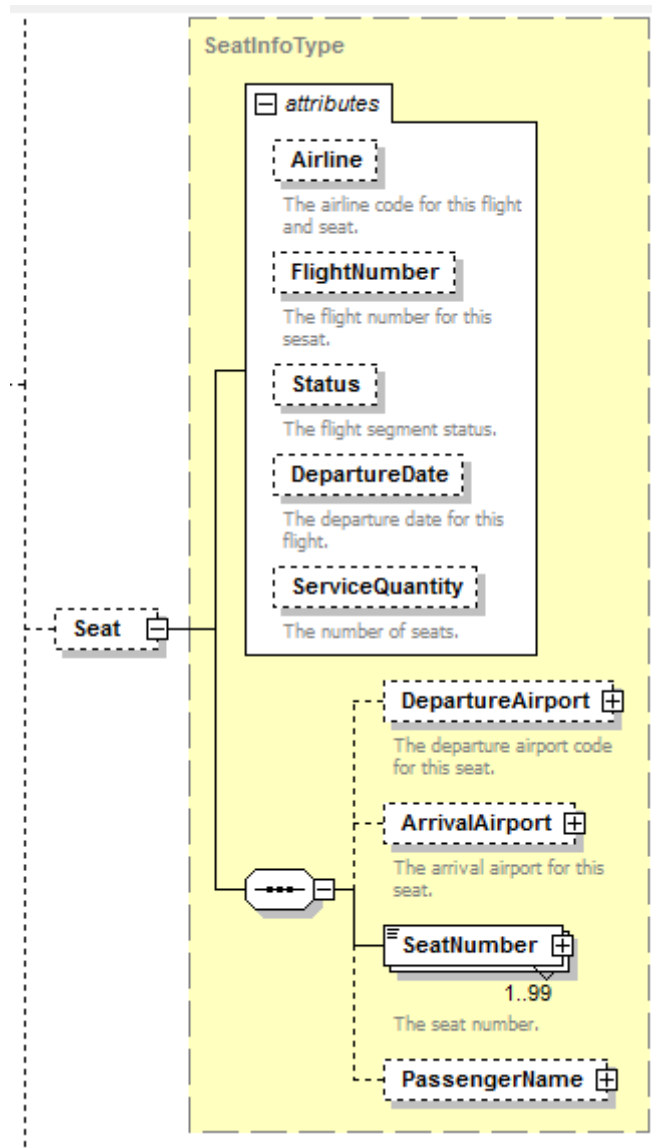 SeatInfoType
attributes
Airline
The airline code for this flight
and seat.
FlightNumber
The flight number for this
sesat.
Status
The flight segment status.
DepartureDate
The departure date for this
flight.
ServiceQuantity
The number of seats.
Seat
DepartureAirport
The departure airport code
for this seat.
ArrivalAirport
The arrival airport for this
seat.
SeatNumber
1..99
The seat number.
PassengerName